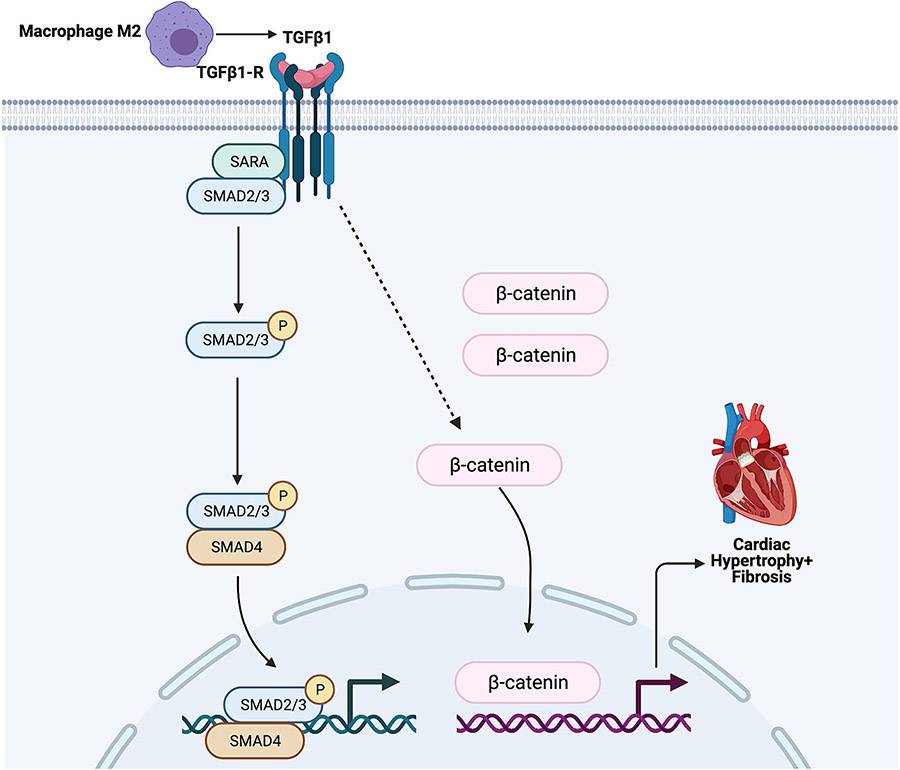 Macrophage M2
TGFβ1
TGFβ1-R
SARA
SMAD2/3
β-catenin
SMAD2/3
P
β-catenin
β-catenin
SMAD2/3
P
SMAD4
Cardiac
Hypertrophy+
Fibrosis
SMAD2/3
P
SMAD4
β-catenin